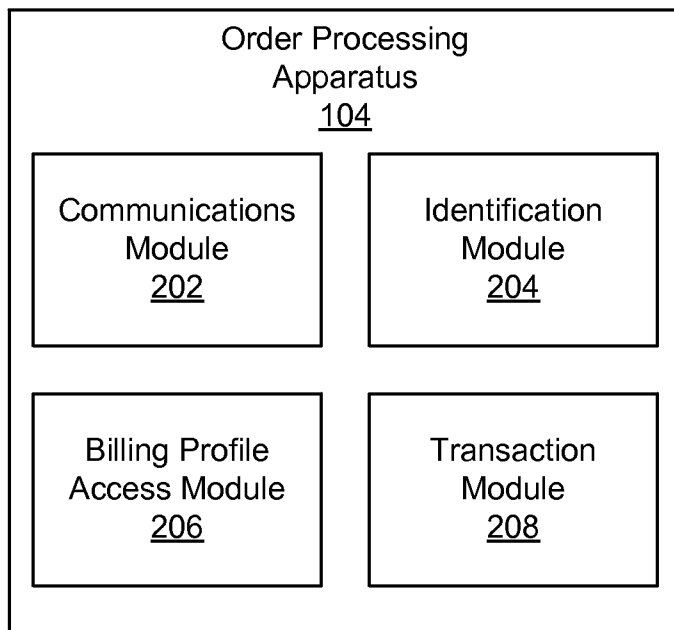 Order Processing
Apparatus
104
Communications
Module
202
Identification
Module
204
Billing Profile
Access Module
206
Transaction
Module
208